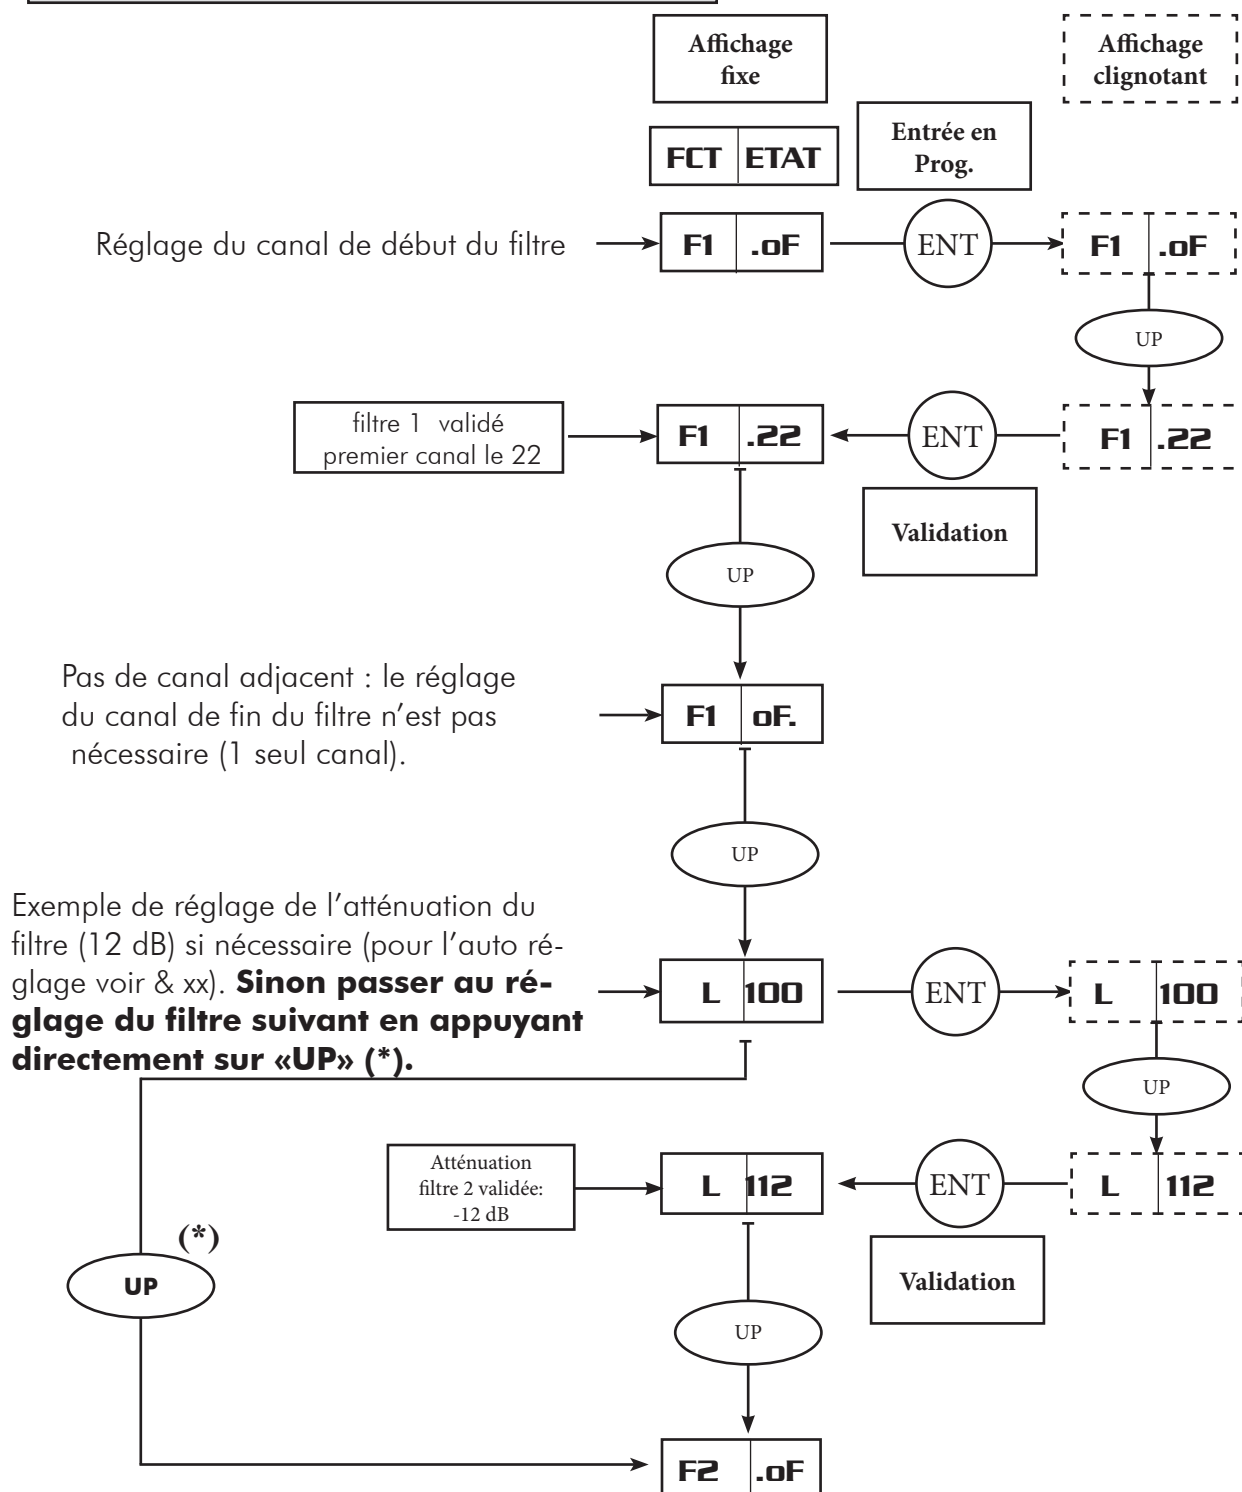 Affichage
fixe
Affichage
clignotant
FCT ETAT
Entrée en
Prog.
Réglage du canal de début du filtre
F1 .oF
ENT
F1 .oF
UP
filtre 1 validé
premier canal le 22
F1 .22
ENT
F1 .22
Validation
UP
Pas de canal adjacent : le réglage
du canal de fin du filtre n'est pas
nécessaire (1 seul canal).
F1 oF.
UP
Exemple de réglage de l'atténuation du
filtre (12 dB) si nécessaire (pour l'auto ré-
glage voir & xx). Sinon passer au ré-
glage du filtre suivant en appuyant
directement sur «UP» (*).
L 100
ENT
L 100
UP
Atténuation
filtre 2 validée:
-12 dB
L 112
ENT
L 112
Validation
(*)
UP
UP
F2 .oF